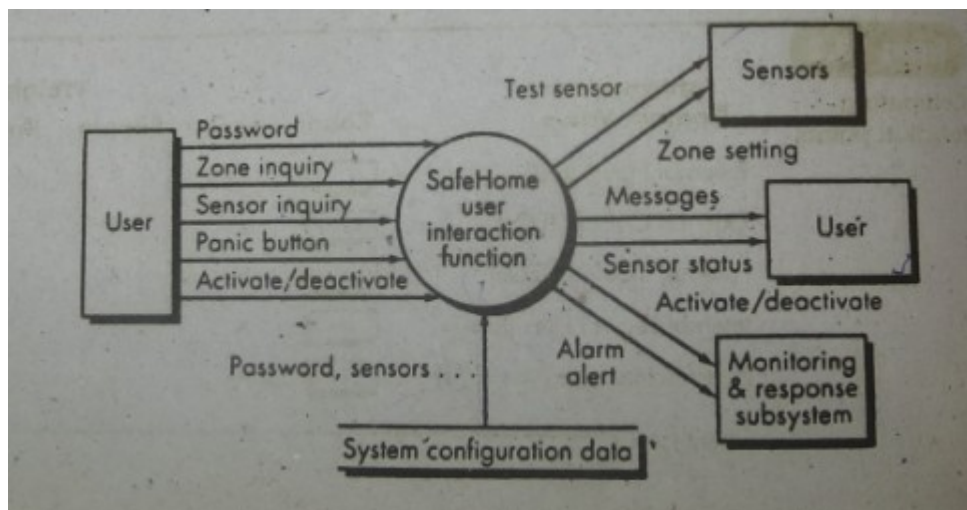 Test sensor
Sensors
Zone setting
Password
Zone inquiry
Sensor inquiry
Panic button
Activate/deactivate
User
SafeHome
user
interaction
function
Messages
Sensor status
User
Activate/deactivate
Alarm
alert
Monitoring
& response
subsystem
Password, sensors . . .
System configuration data